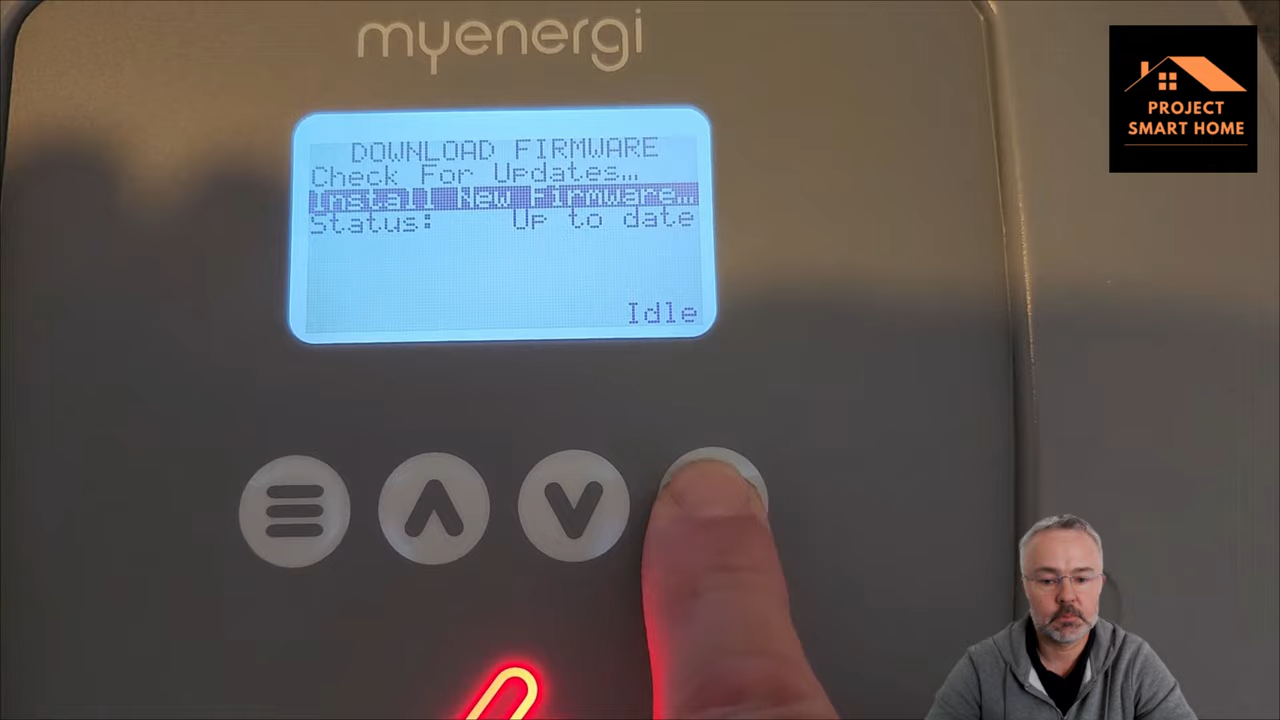 myenergi
DOWNLOAD FIRMWARE
Check For Updates...
Install New Firmware...
Status: Up to date
Idle
PROJECT
SMART HOME